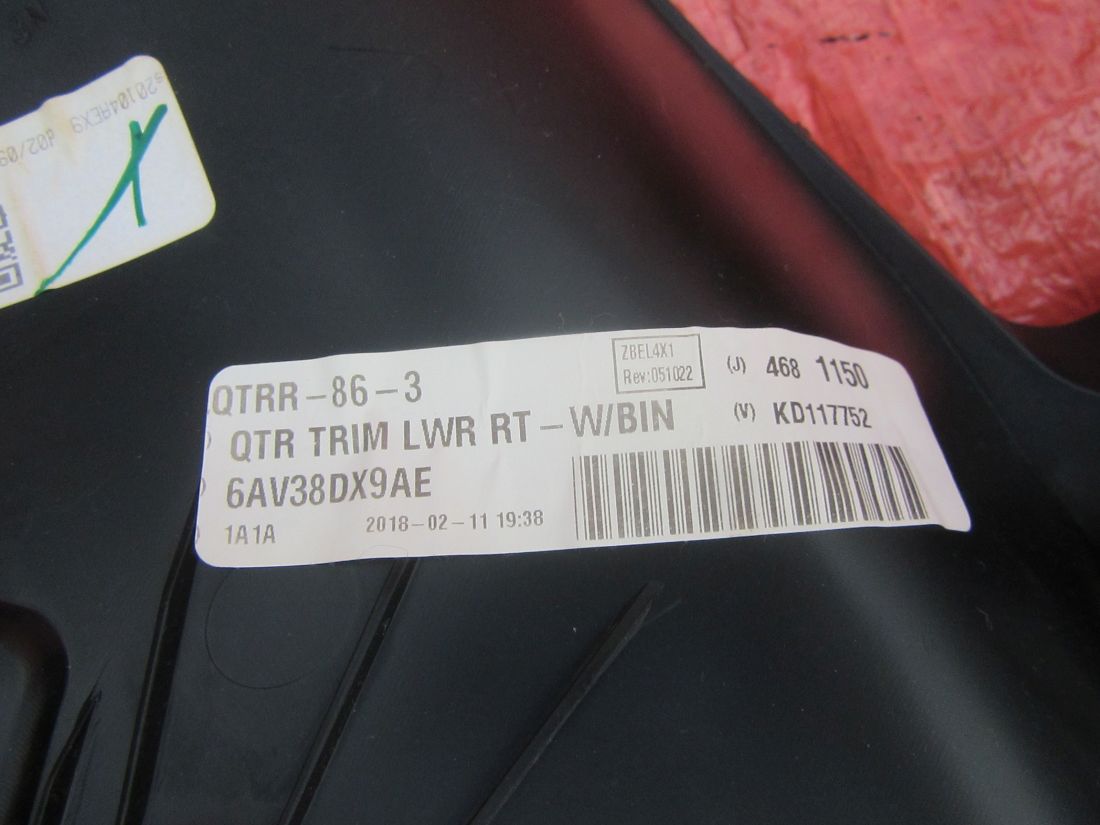 s20104AEX9
QTRR-86-3
ZBEL4X1
Rev:051022
(J) 468 1150
QTR TRIM LWR RT-W/BIN
(V) KD117752
6AV38DX9AE
1A1A 2018-02-11 19:38